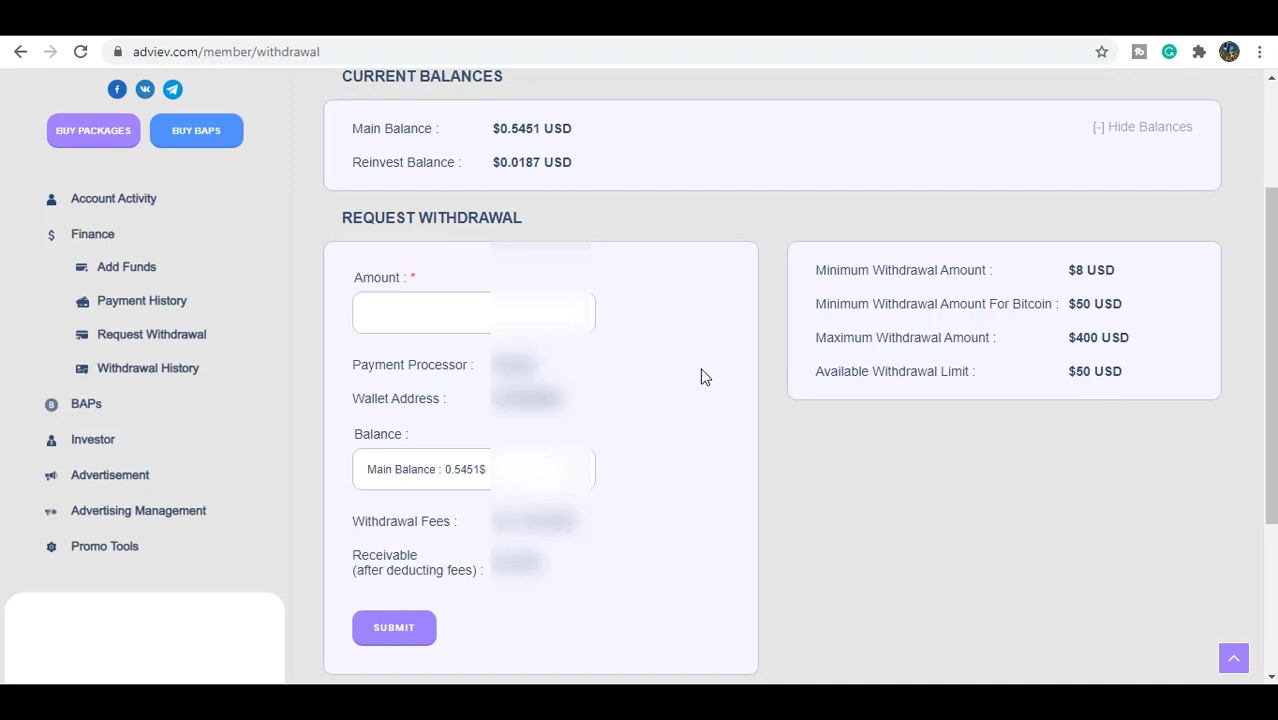 adviev.com/member/withdrawal
BUY PACKAGES
BUY BAPS
Account Activity
Finance
Add Funds
Payment History
Request Withdrawal
Withdrawal History
BAPs
Investor
Advertisement
Advertising Management
Promo Tools
CURRENT BALANCES
Main Balance : $0.5451 USD
[-] Hide Balances
Reinvest Balance : $0.0187 USD
REQUEST WITHDRAWAL
Amount : *
Payment Processor :
Wallet Address :
Balance :
Main Balance : 0.5451$
Withdrawal Fees :
Receivable
(after deducting fees) :
SUBMIT
Minimum Withdrawal Amount : $8 USD
Minimum Withdrawal Amount For Bitcoin : $50 USD
Maximum Withdrawal Amount : $400 USD
Available Withdrawal Limit : $50 USD